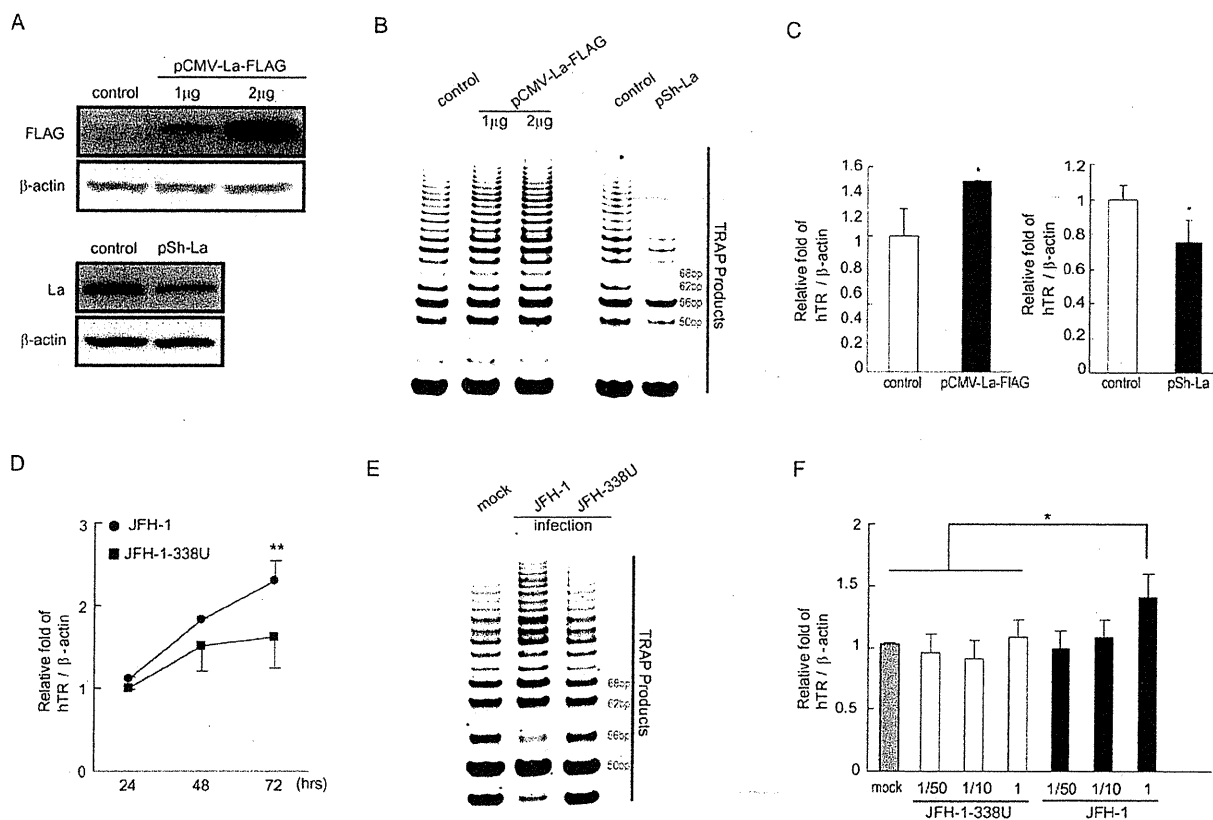 A
pCMV-La-FLAG
control
1µg
2µg
FLAG
β-actin
control
pSh-La
La
β-actin
B
control
pCMV-La-FLAG
1µg
2µg
control
pSh-La
68bp
62bp
56bp
50bp
TRAP Products
C
Relative fold of
hTR / β-actin
1.6
1.4
1.2
1
0.8
0.6
0.4
0.2
0
*
control
pCMV-La-FlAG
Relative fold of
hTR / β-actin
1.2
1
0.8
0.6
0.4
0.2
0
*
control
pSh-La
D
JFH-1
JFH-1-338U
**
Relative fold of
hTR / β-actin
3
2
1
0
24
48
72
(hrs)
E
mock
JFH-1
JFH-338U
infection
68bp
62bp
56bp
50bp
TRAP Products
F
*
Relative fold of
hTR / β-actin
2
1.5
1
0.5
0
mock
1/50
1/10
1
1/50
1/10
1
JFH-1-338U
JFH-1